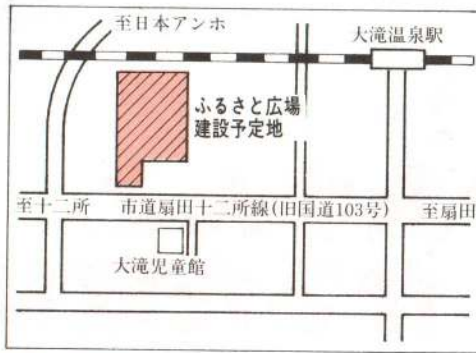 至日本アンホ
大滝温泉駅
ふるさと広場
建設予定地
至十二所
市道扇田十二所線(旧国道103号)
至扇田
大滝児童館